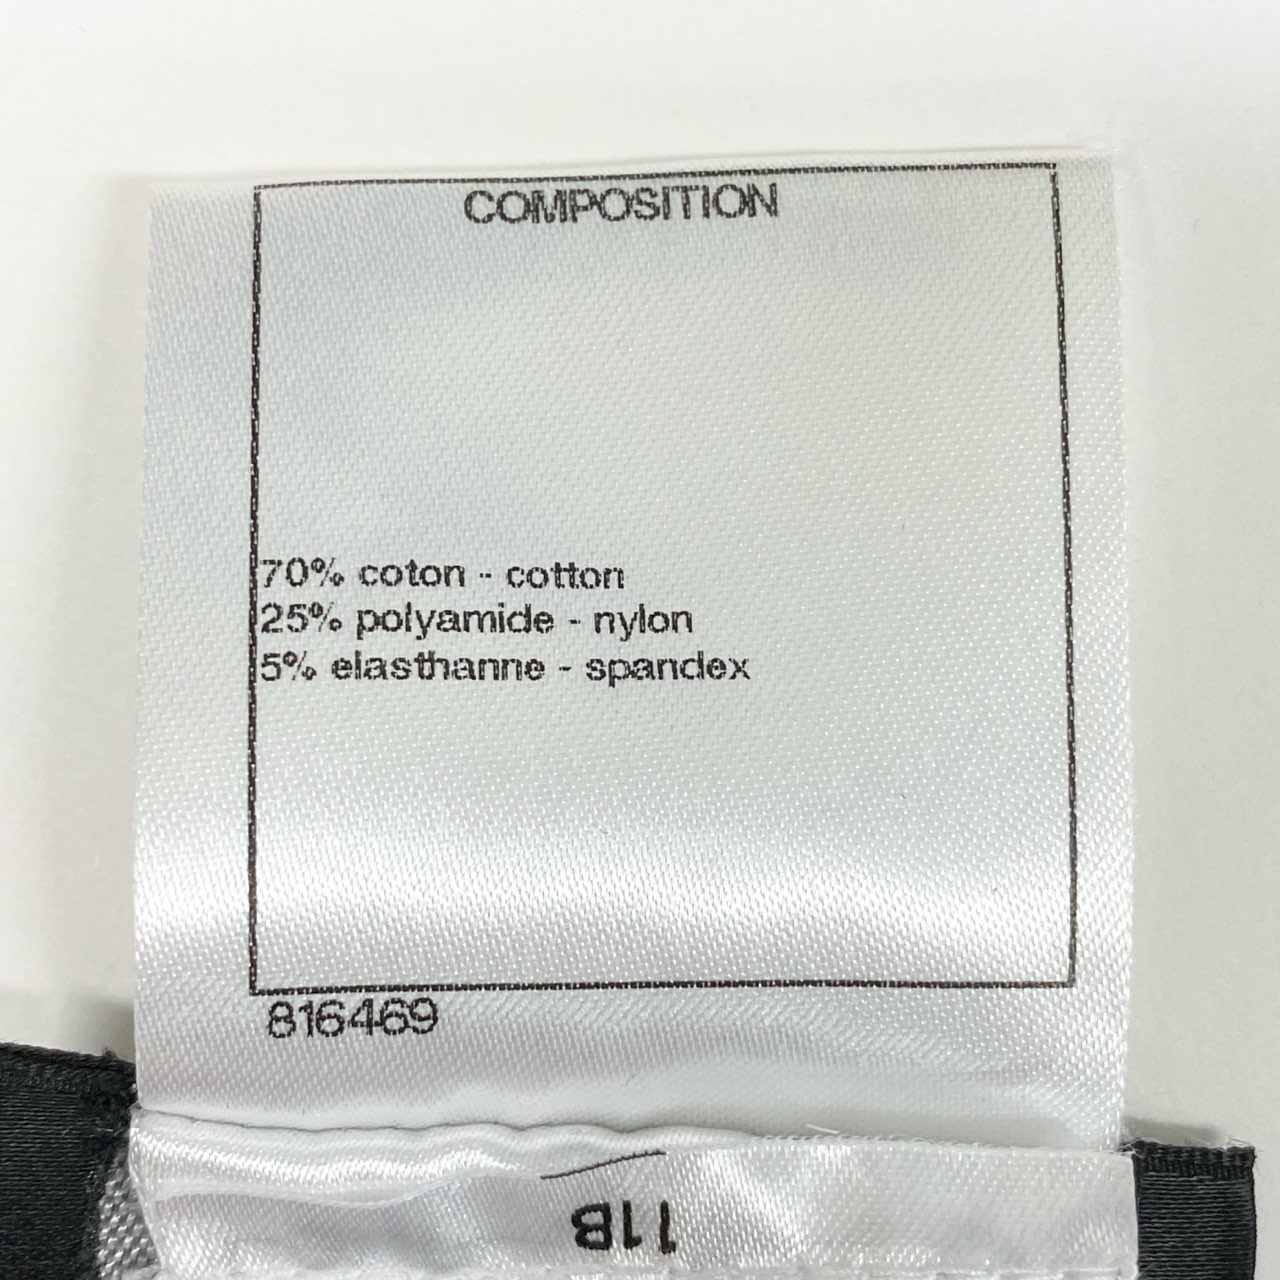 COMPOSITION
70% coton - cotton
25% polyamide - nylon
5% elasthanne - spandex
816469
11B